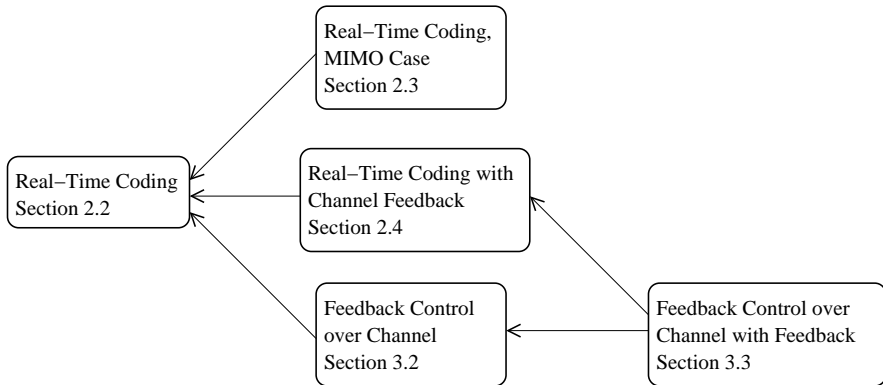 Real−Time Coding,
MIMO Case
Section 2.3
Real−Time Coding
Section 2.2
Real−Time Coding with
Channel Feedback
Section 2.4
Feedback Control
over Channel
Section 3.2
Feedback Control over
Channel with Feedback
Section 3.3